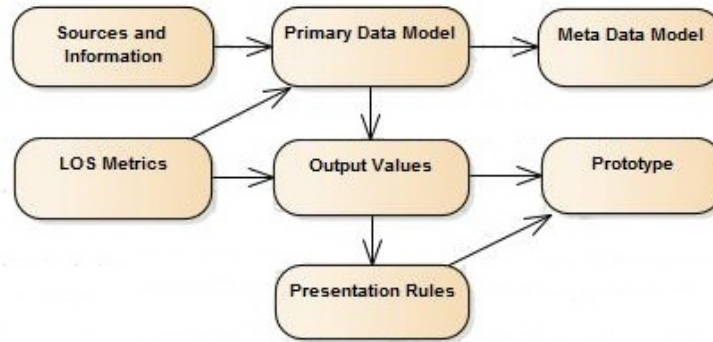 Sources and
Information
Primary Data Model
Meta Data Model
LOS Metrics
Output Values
Prototype
Presentation Rules